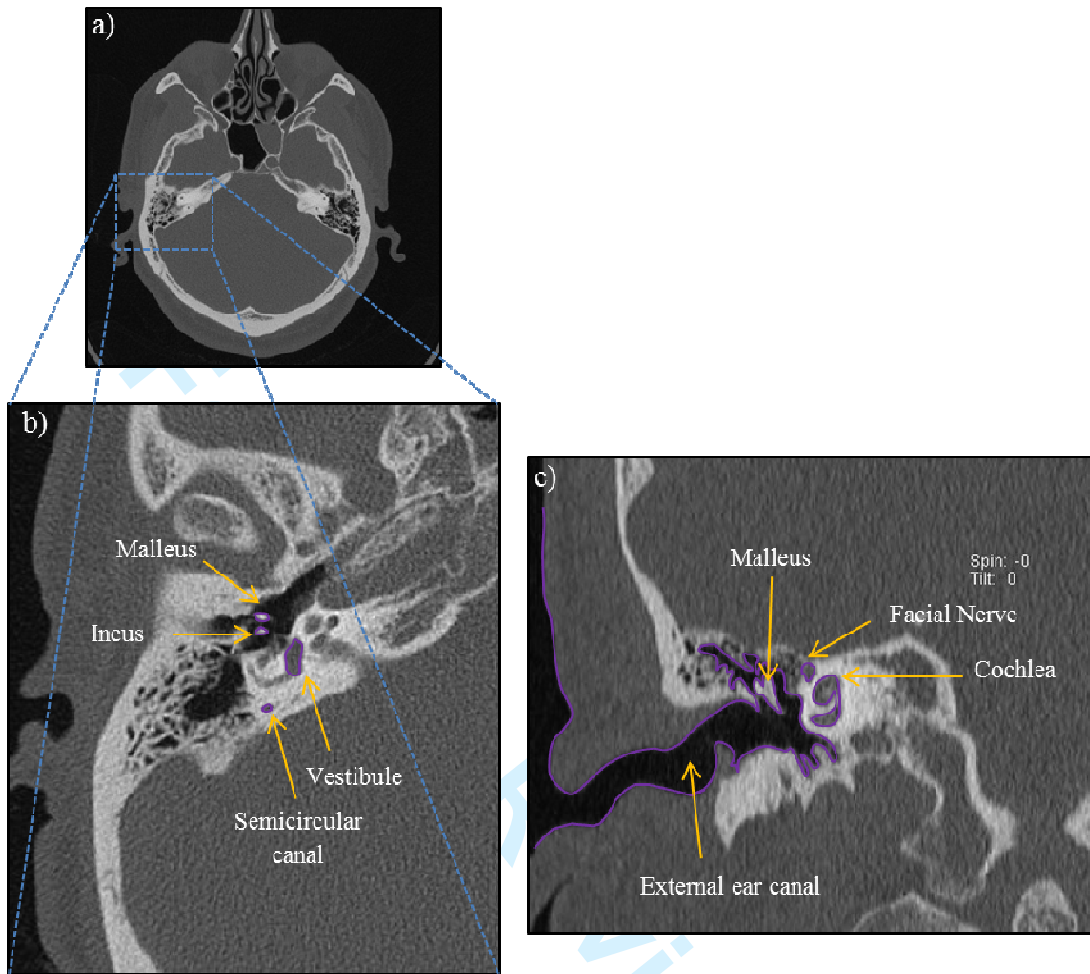 a)
b)
Malleus
Incus
Vestibule
Semicircular
canal
c)
Malleus
Spin: -0
Tilt: 0
Facial Nerve
Cochlea
External ear canal